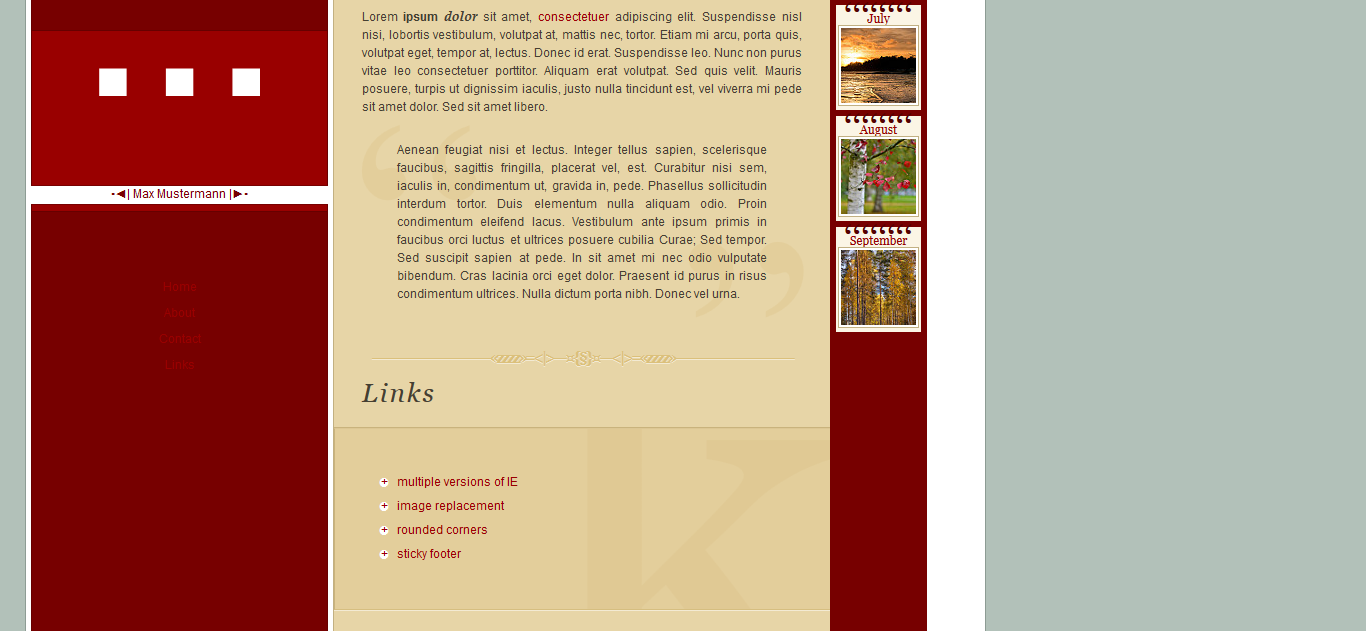 -◄| Max Mustermann |►-
Home
About
Contact
Links
Lorem ipsum dolor sit amet, consectetuer adipiscing elit. Suspendisse nisl
nisi, lobortis vestibulum, volutpat at, mattis nec, tortor. Etiam mi arcu, porta quis,
volutpat eget, tempor at, lectus. Donec id erat. Suspendisse leo. Nunc non purus
vitae leo consectetuer porttitor. Aliquam erat volutpat. Sed quis velit. Mauris
posuere, turpis ut dignissim iaculis, justo nulla tincidunt est, vel viverra mi pede
sit amet dolor. Sed sit amet libero.
Aenean feugiat nisi et lectus. Integer tellus sapien, scelerisque
faucibus, sagittis fringilla, placerat vel, est. Curabitur nisi sem,
iaculis in, condimentum ut, gravida in, pede. Phasellus sollicitudin
interdum tortor. Duis elementum nulla aliquam odio. Proin
condimentum eleifend lacus. Vestibulum ante ipsum primis in
faucibus orci luctus et ultrices posuere cubilia Curae; Sed tempor.
Sed suscipit sapien at pede. In sit amet mi nec odio vulputate
bibendum. Cras lacinia orci eget dolor. Praesent id purus in risus
condimentum ultrices. Nulla dictum porta nibh. Donec vel urna.
Links
multiple versions of IE
image replacement
rounded corners
sticky footer
k
July
August
September